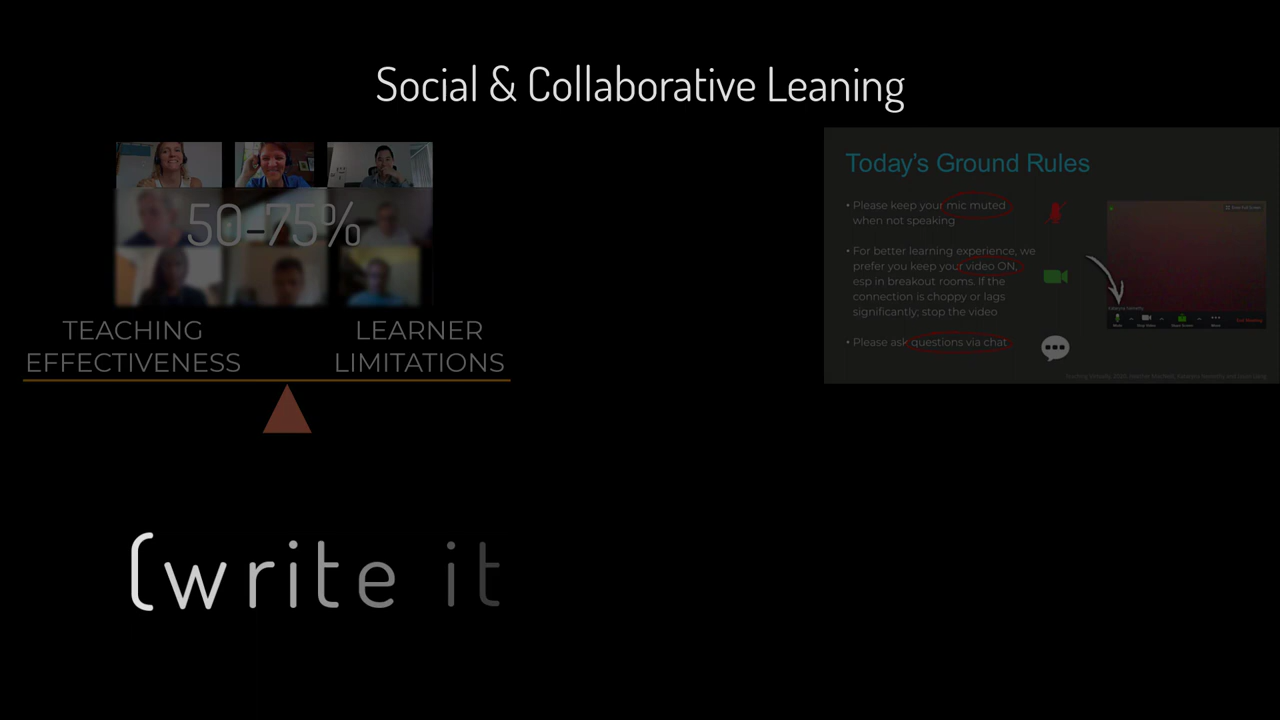 Social & Collaborative Leaning
50-75%
TEACHING
EFFECTIVENESS
LEARNER
LIMITATIONS
Today's Ground Rules
• Please keep your mic muted
when not speaking
• For better learning experience, we
prefer you keep your video ON,
esp in breakout rooms. If the
connection is choppy or lags
significantly, stop the video
• Please ask questions via chat
(write it